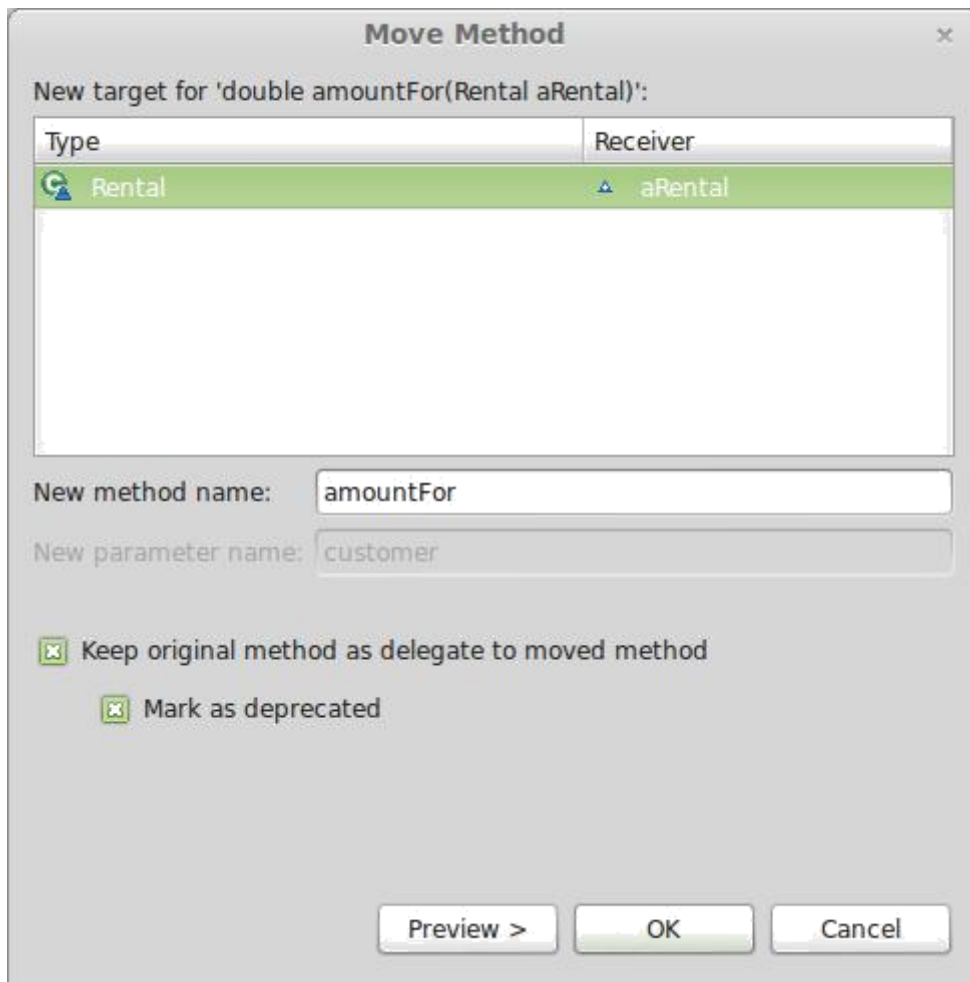 Move Method
New target for 'double amountFor(Rental aRental)':
Type Receiver
Rental aRental
New method name: amountFor
New parameter name: customer
Keep original method as delegate to moved method
Mark as deprecated
Preview > OK Cancel